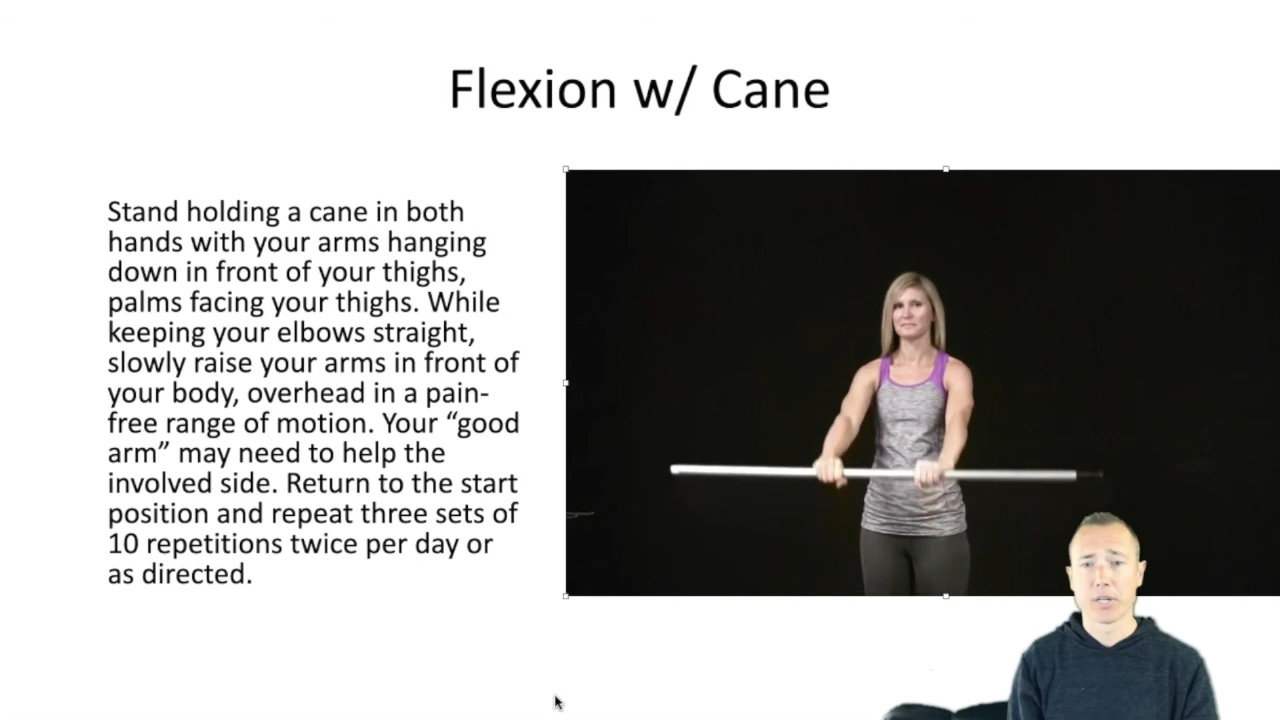 Flexion w/ Cane
Stand holding a cane in both
hands with your arms hanging
down in front of your thighs,
palms facing your thighs. While
keeping your elbows straight,
slowly raise your arms in front of
your body, overhead in a pain-
free range of motion. Your “good
arm” may need to help the
involved side. Return to the start
position and repeat three sets of
10 repetitions twice per day or
as directed.